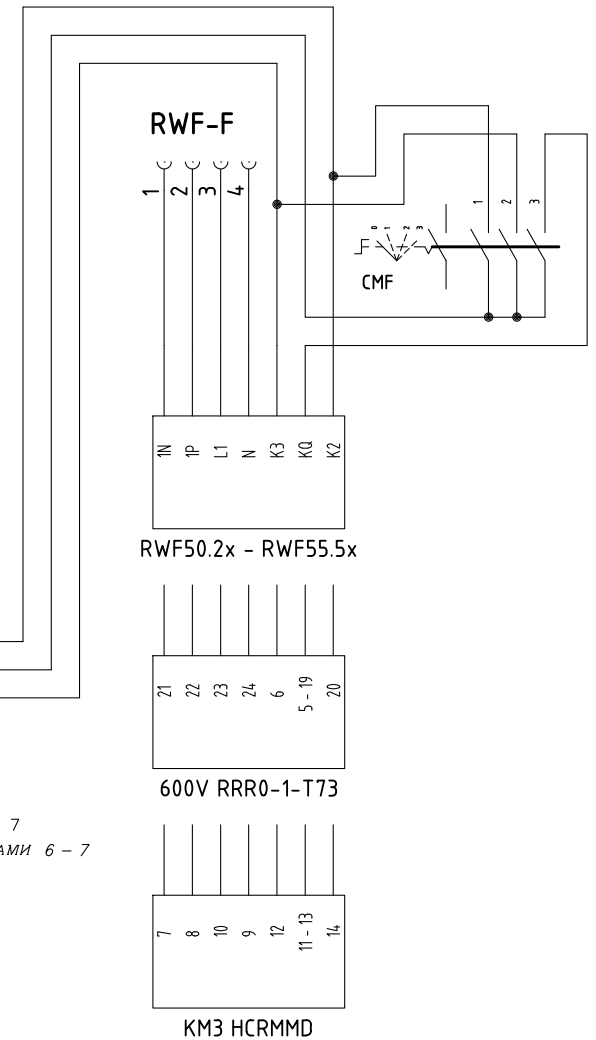 RWF-F
1 2 3 4
1 2 3
0 1 2 3
CMF
1N 1P L1 N K3 KQ K2
RWF50.2x - RWF55.5x
21 22 23 24 6 5 - 19 20
600V RRR0-1-T73
7
АМИ 6 – 7
7 8 10 9 12 11 - 13 14
KM3 HCRMMD